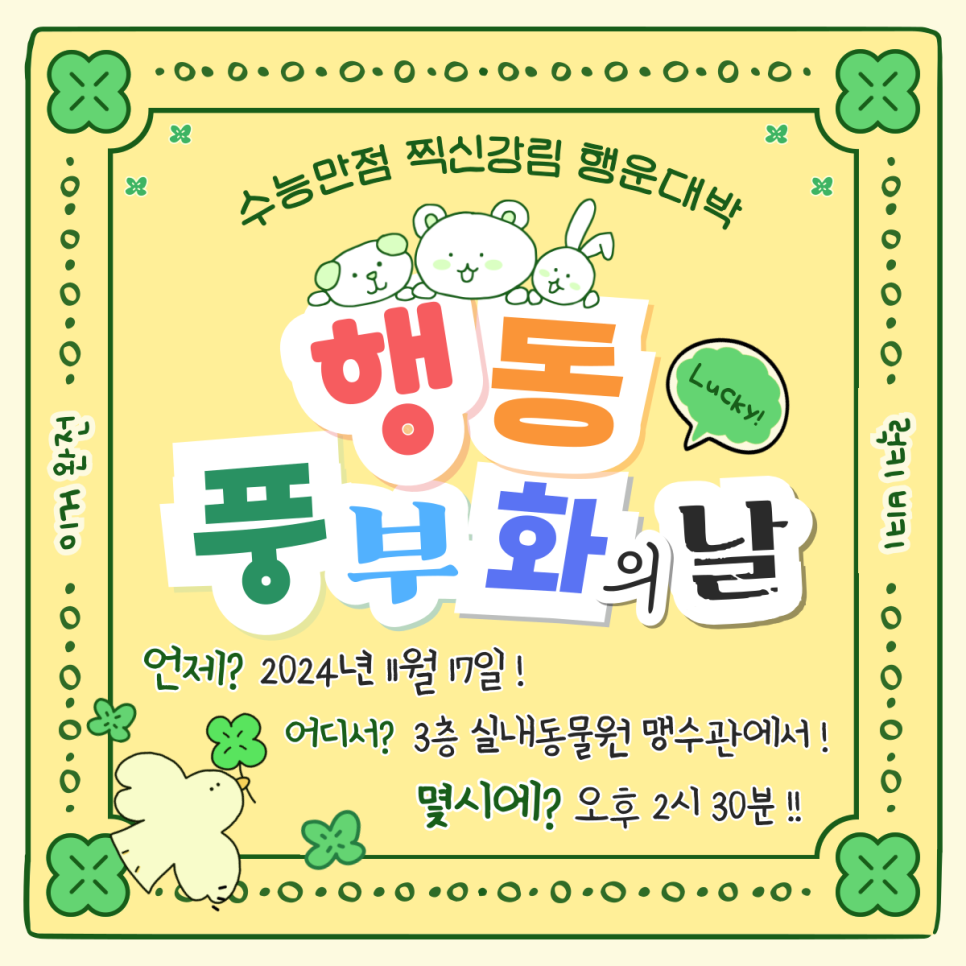 수능만점 찍신강림 행운대박
행동
Lucky!
풍부화의날
언제? 2024년 11월 17일!
어디서? 3층 실내동물원 맹수관에서!
몇시에? 오후 2시 30분!!